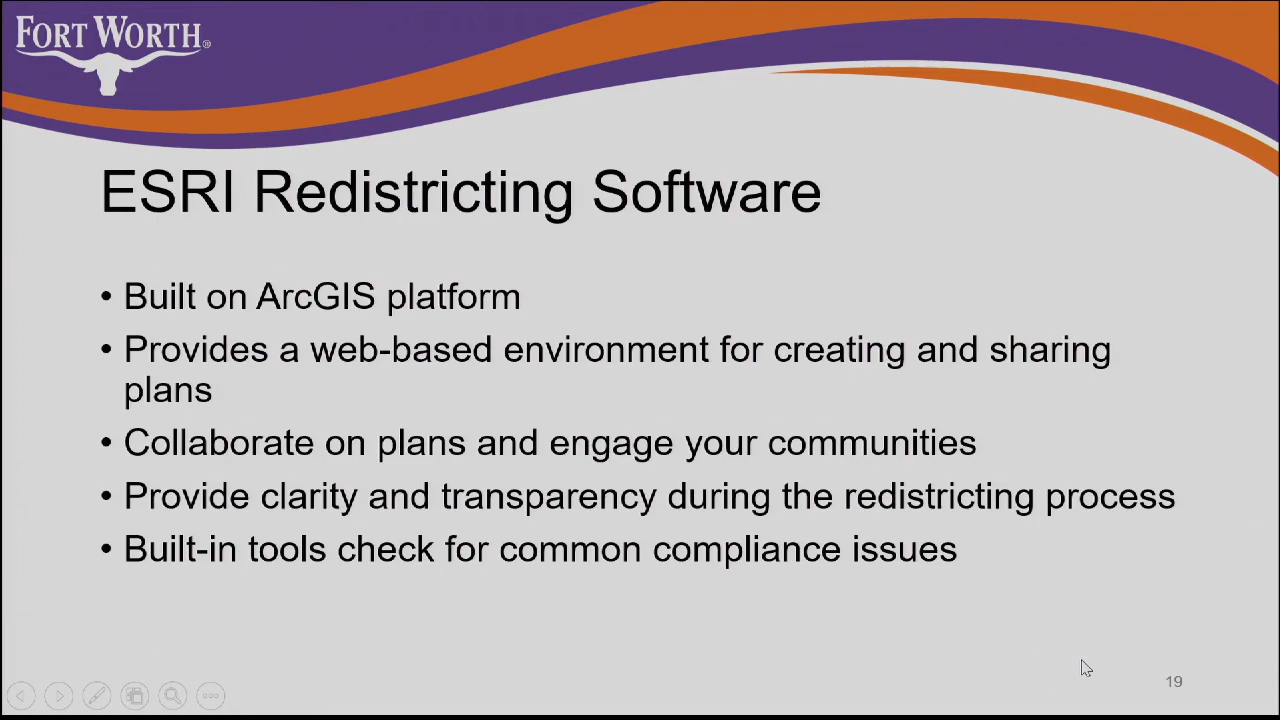 FORT WORTH®
ESRI Redistricting Software
• Built on ArcGIS platform
• Provides a web-based environment for creating and sharing
plans
• Collaborate on plans and engage your communities
• Provide clarity and transparency during the redistricting process
• Built-in tools check for common compliance issues
19